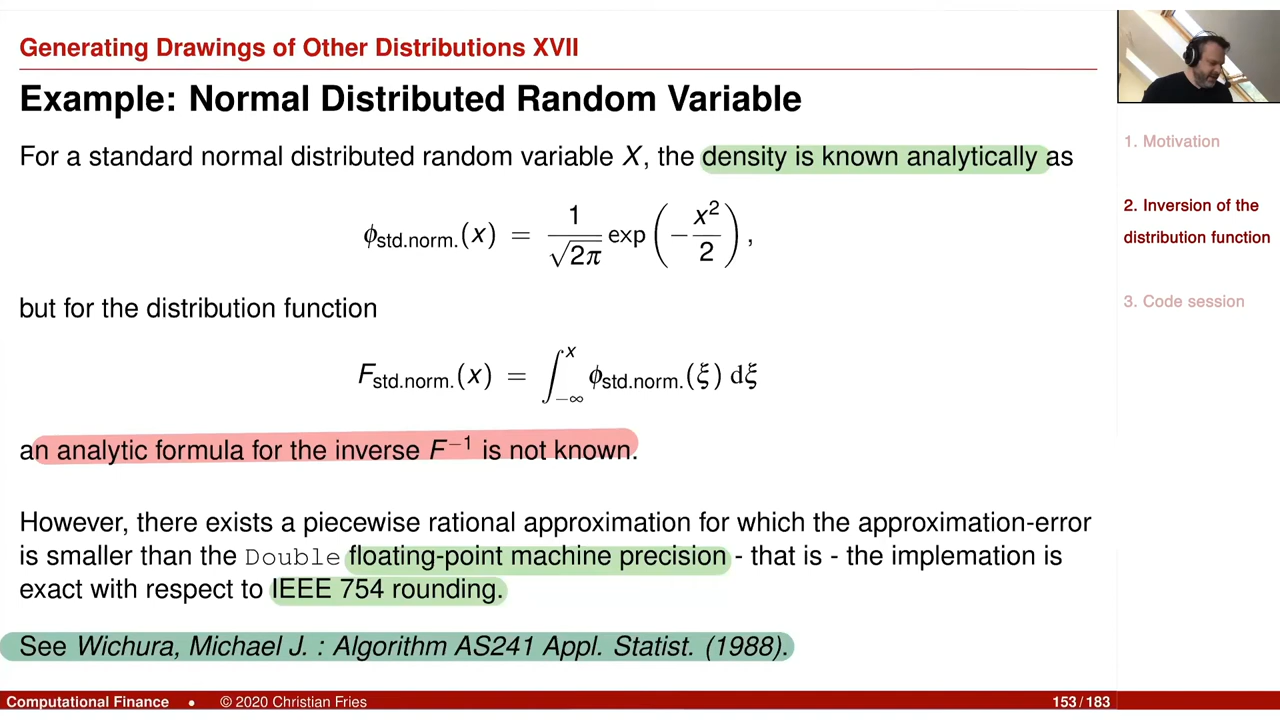 Generating Drawings of Other Distributions XVII
Example: Normal Distributed Random Variable
For a standard normal distributed random variable X, the density is known analytically as
ϕstd.norm.(x) = 1/√2π exp(−x²/2),
but for the distribution function
Fstd.norm.(x) = ∫_{−∞}^{x} ϕstd.norm.(ξ) dξ
an analytic formula for the inverse F⁻¹ is not known.
However, there exists a piecewise rational approximation for which the approximation-error
is smaller than the Double floating-point machine precision - that is - the implemation is
exact with respect to IEEE 754 rounding.
See Wichura, Michael J. : Algorithm AS241 Appl. Statist. (1988).
1. Motivation
2. Inversion of the
distribution function
3. Code session
Computational Finance • © 2020 Christian Fries 153 / 183